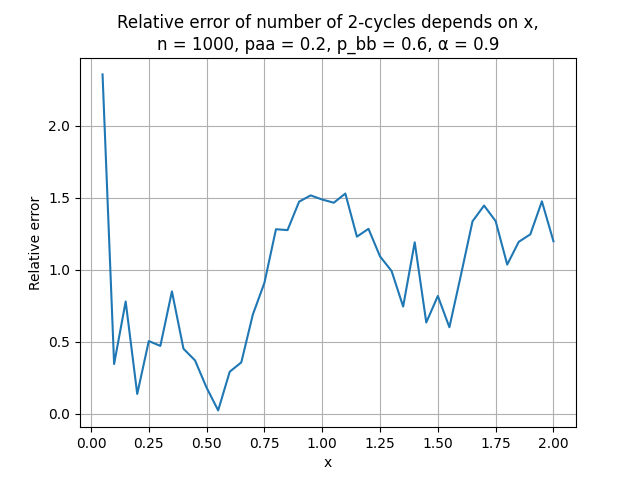 Relative error of number of 2-cycles depends on x,
n = 1000, paa = 0.2, p_bb = 0.6, α = 0.9
Relative error
2.0
1.5
1.0
0.5
0.0
0.00 0.25 0.50 0.75 1.00 1.25 1.50 1.75 2.00
x